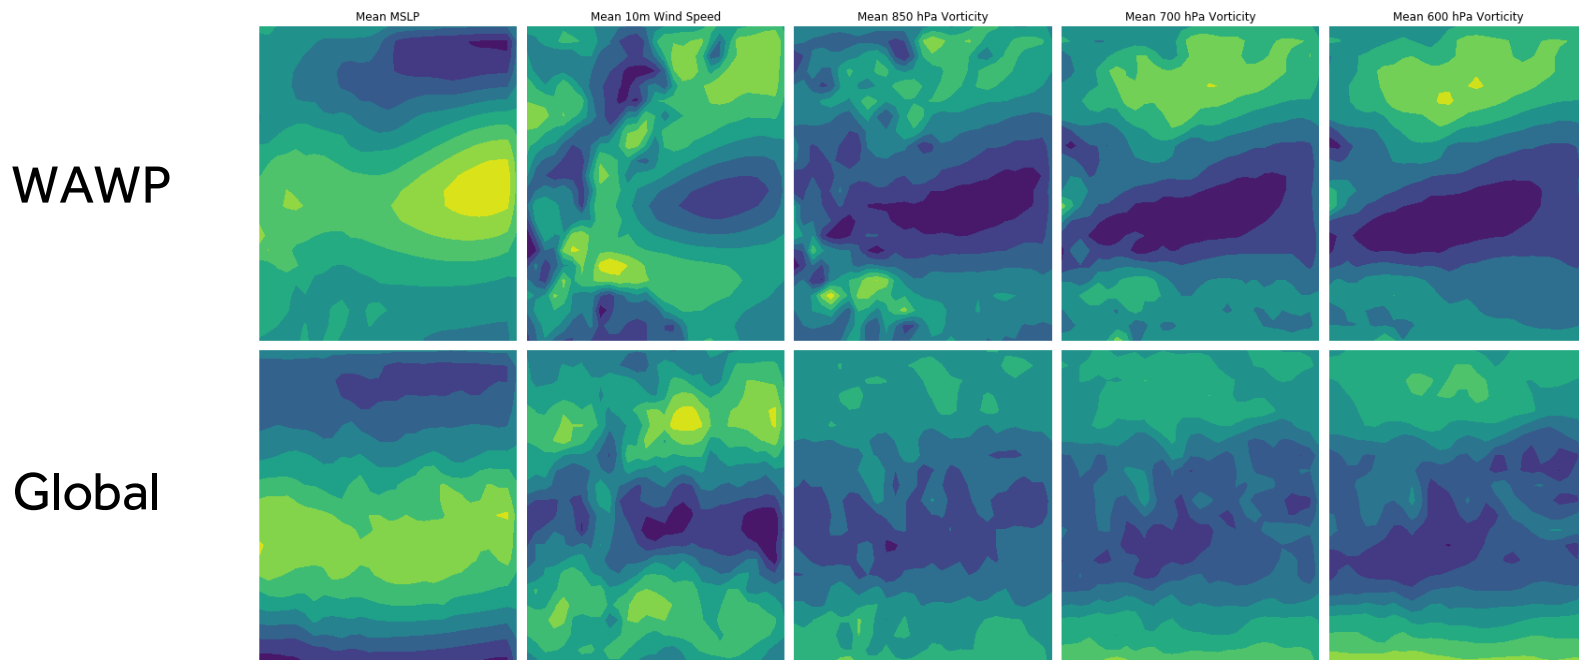 Mean MSLP
Mean 10m Wind Speed
Mean 850 hPa Vorticity
Mean 700 hPa Vorticity
Mean 600 hPa Vorticity
WAWP
Global